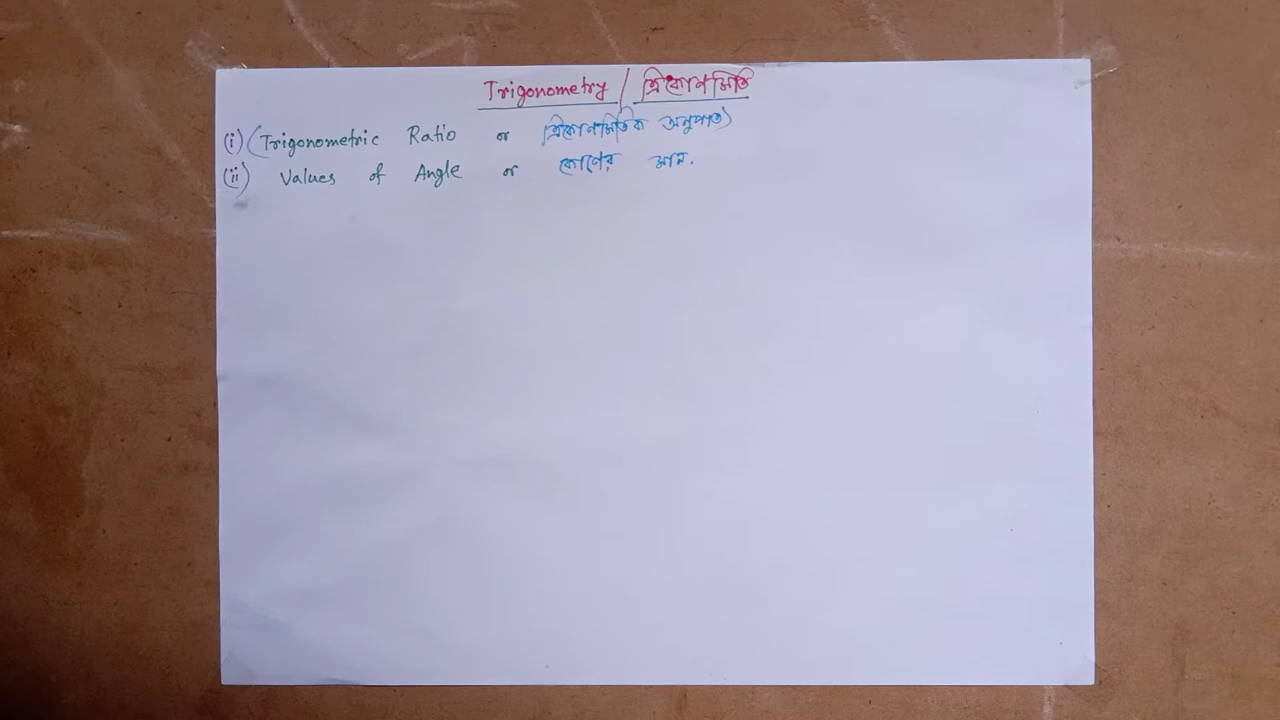 Trigonometry / ত্রিকোণমিতি
(i) (Trigonometric Ratio or ত্রিকোণমিতিক অনুপাত)
(ii) Values of Angle or কোণের মান.